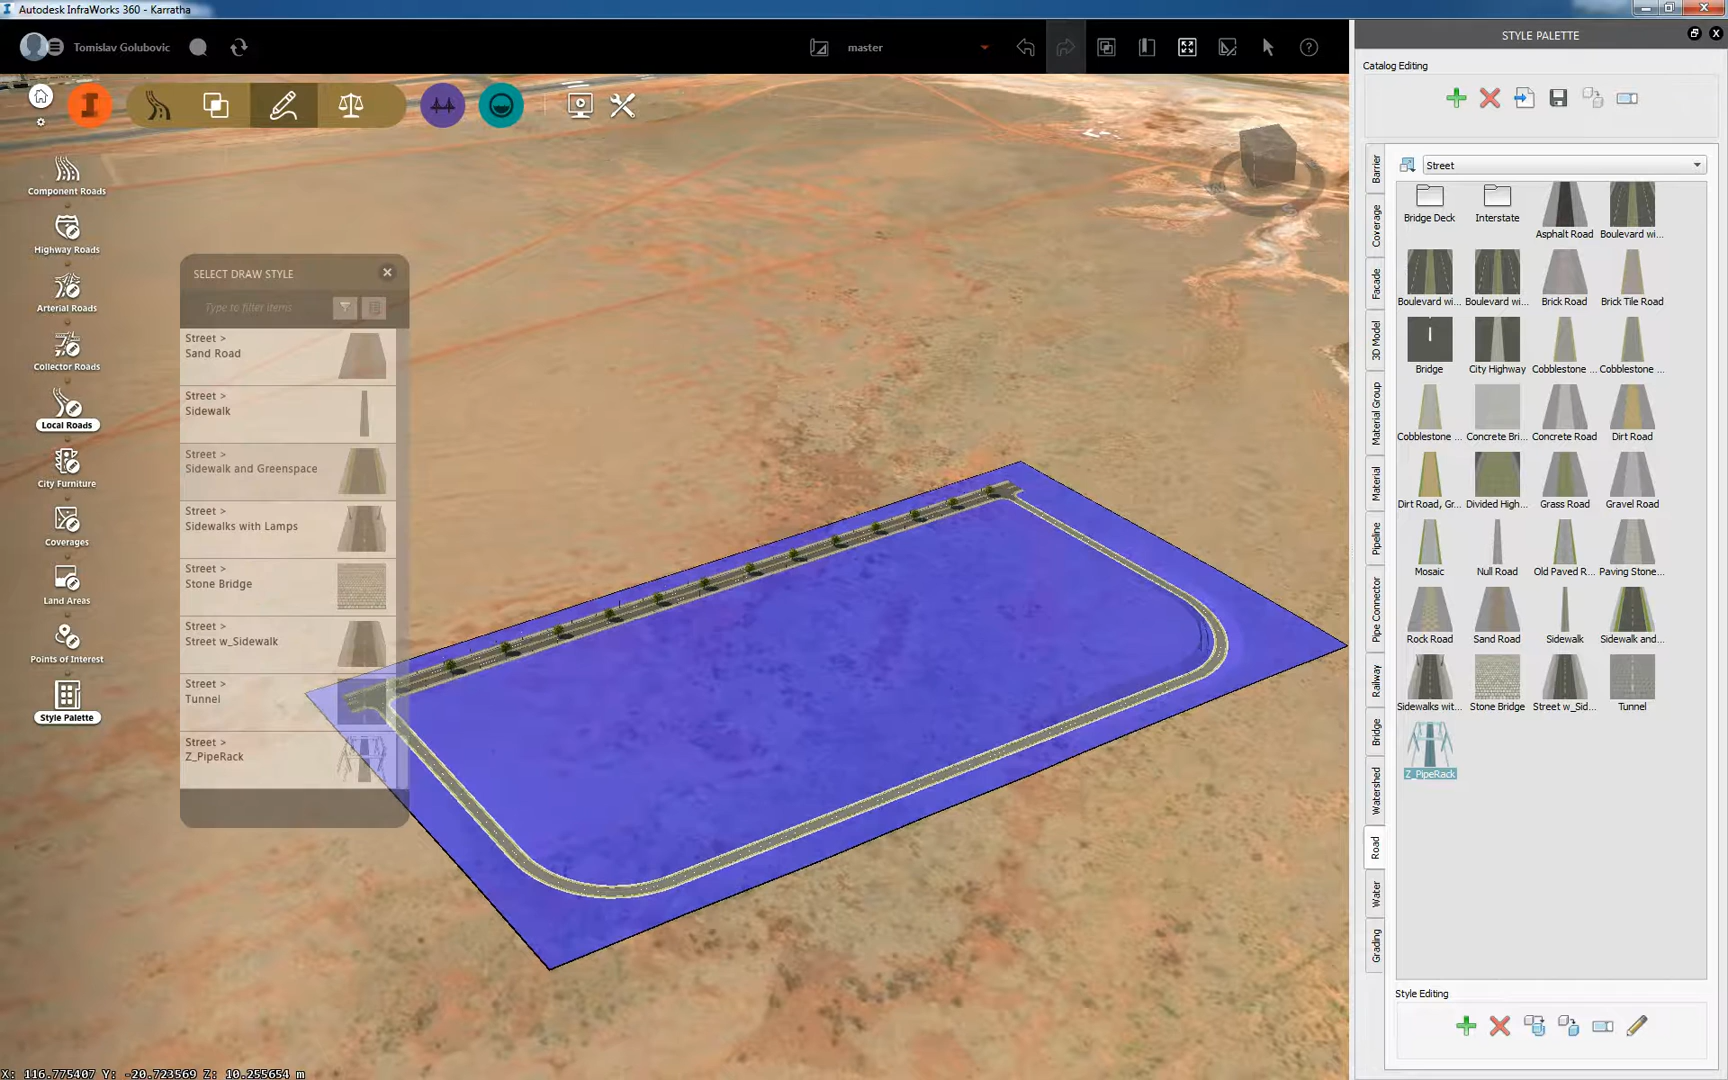 Autodesk InfraWorks 360 - Karratha
Tomislav Golubovic
master
Component Roads
Highway Roads
Arterial Roads
Collector Roads
Local Roads
City Furniture
Coverages
Land Areas
Points of Interest
Style Palette
SELECT DRAW STYLE
Type to filter items
Street >
Sand Road
Street >
Sidewalk
Street >
Sidewalk and Greenspace
Street >
Sidewalks with Lamps
Street >
Stone Bridge
Street >
Street w_Sidewalk
Street >
Tunnel
Street >
Z_PipeRack
STYLE PALETTE
Catalog Editing
Barrier
Coverage
Facade
3D Model
Material Group
Material
Pipeline
Pipe Connector
Railway
Bridge
Watershed
Road
Water
Grading
Street
Bridge Deck
Interstate
Asphalt Road
Boulevard wi...
Boulevard wi...
Boulevard wi...
Brick Road
Brick Tile Road
Bridge
City Highway
Cobblestone ...
Cobblestone ...
Cobblestone ...
Concrete Bri...
Concrete Road
Dirt Road
Dirt Road, Gr...
Divided High...
Grass Road
Gravel Road
Mosaic
Null Road
Old Paved R...
Paving Stone...
Rock Road
Sand Road
Sidewalk
Sidewalk and...
Sidewalks wit...
Stone Bridge
Street w_Sid...
Tunnel
Z_PipeRack
Style Editing
X: 116.775407 Y: -20.723569 Z: 10.255654 m